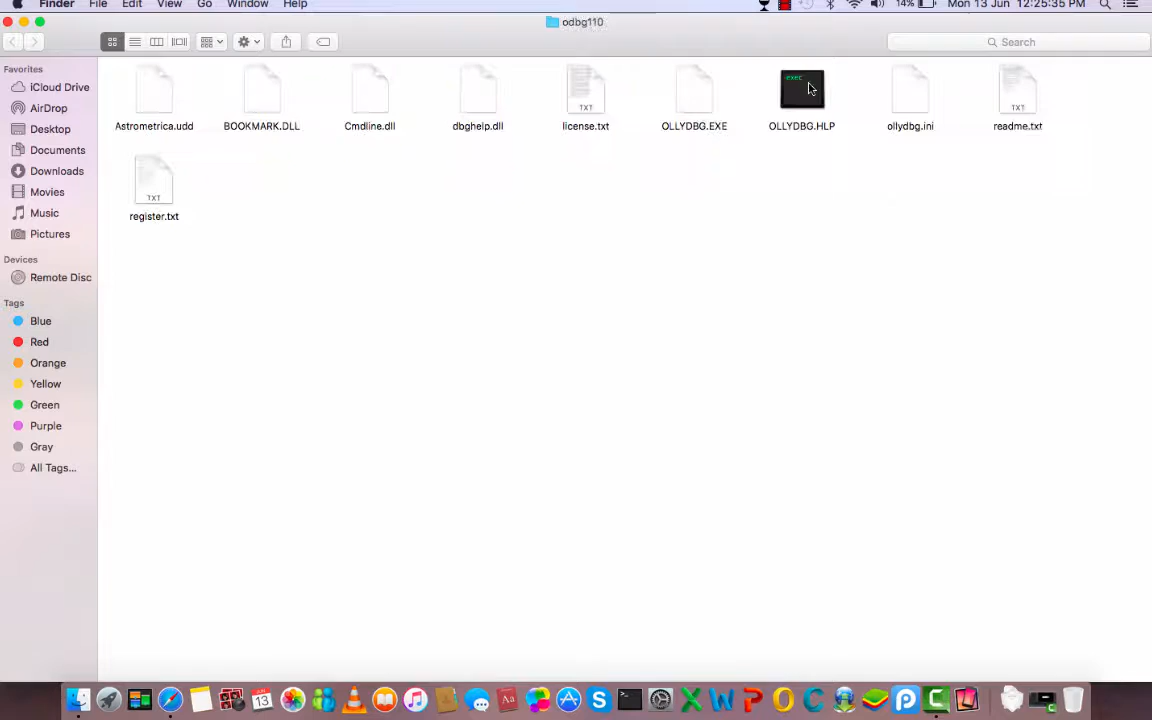 Finder File Edit View Go Window Help 14% Mon 13 Jun 12:25:35 PM
odbg110
Search
Favorites
iCloud Drive
AirDrop
Desktop
Documents
Downloads
Movies
Music
Pictures
Devices
Remote Disc
Tags
Blue
Red
Orange
Yellow
Green
Purple
Gray
All Tags...
TXT exec TXT
Astrometrica.udd BOOKMARK.DLL Cmdline.dll dbghelp.dll license.txt OLLYDBG.EXE OLLYDBG.HLP ollydbg.ini readme.txt
TXT
register.txt